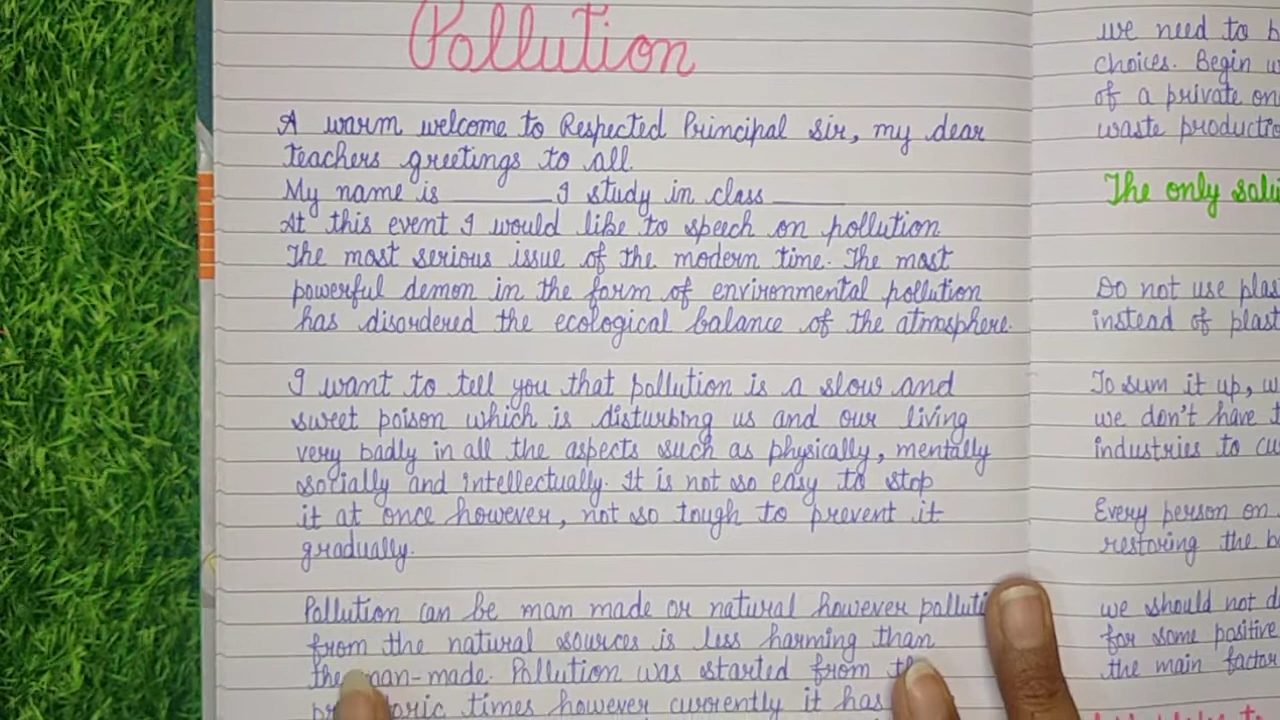 Pollution
A warm welcome to Respected Principal sir, my dear
teachers greetings to all.
My name is ________ I study in class ______
At this event I would like to speech on pollution
The most serious issue of the modern time. The most
powerful demon in the form of environmental pollution
has disordered the ecological balance of the atmosphere.
I want to tell you that pollution is a slow and
sweet poison which is disturbing us and our living
very badly in all the aspects such as physically, mentally
socially and intellectually. It is not so easy to stop
it at once however, not so tough to prevent it
gradually.
Pollution can be man made or natural however
from the natural sources is less harming than
the man-made. Pollution was started from
times however currently it has
we need to
choices. Begin
of a private
waste
The only
Do not use
instead of
To sum it up,
we don't have
industries to
Every person on
restoring the
we should not
for some positive
the main factor